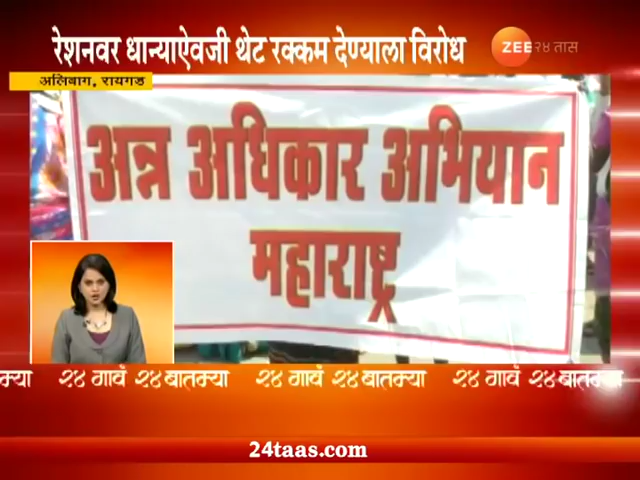 रेशनवर धान्याऐवजी थेट रक्कम देण्याला विरोध
ZEE २४ तास
अलिबाग, रायगड
अन्न अधिकार अभियान
महाराष्ट्र
म्या २४ गावं २४ बातम्या २४ गावं २४ बातम्या २४ गावं २४ बातम्या
24taas.com